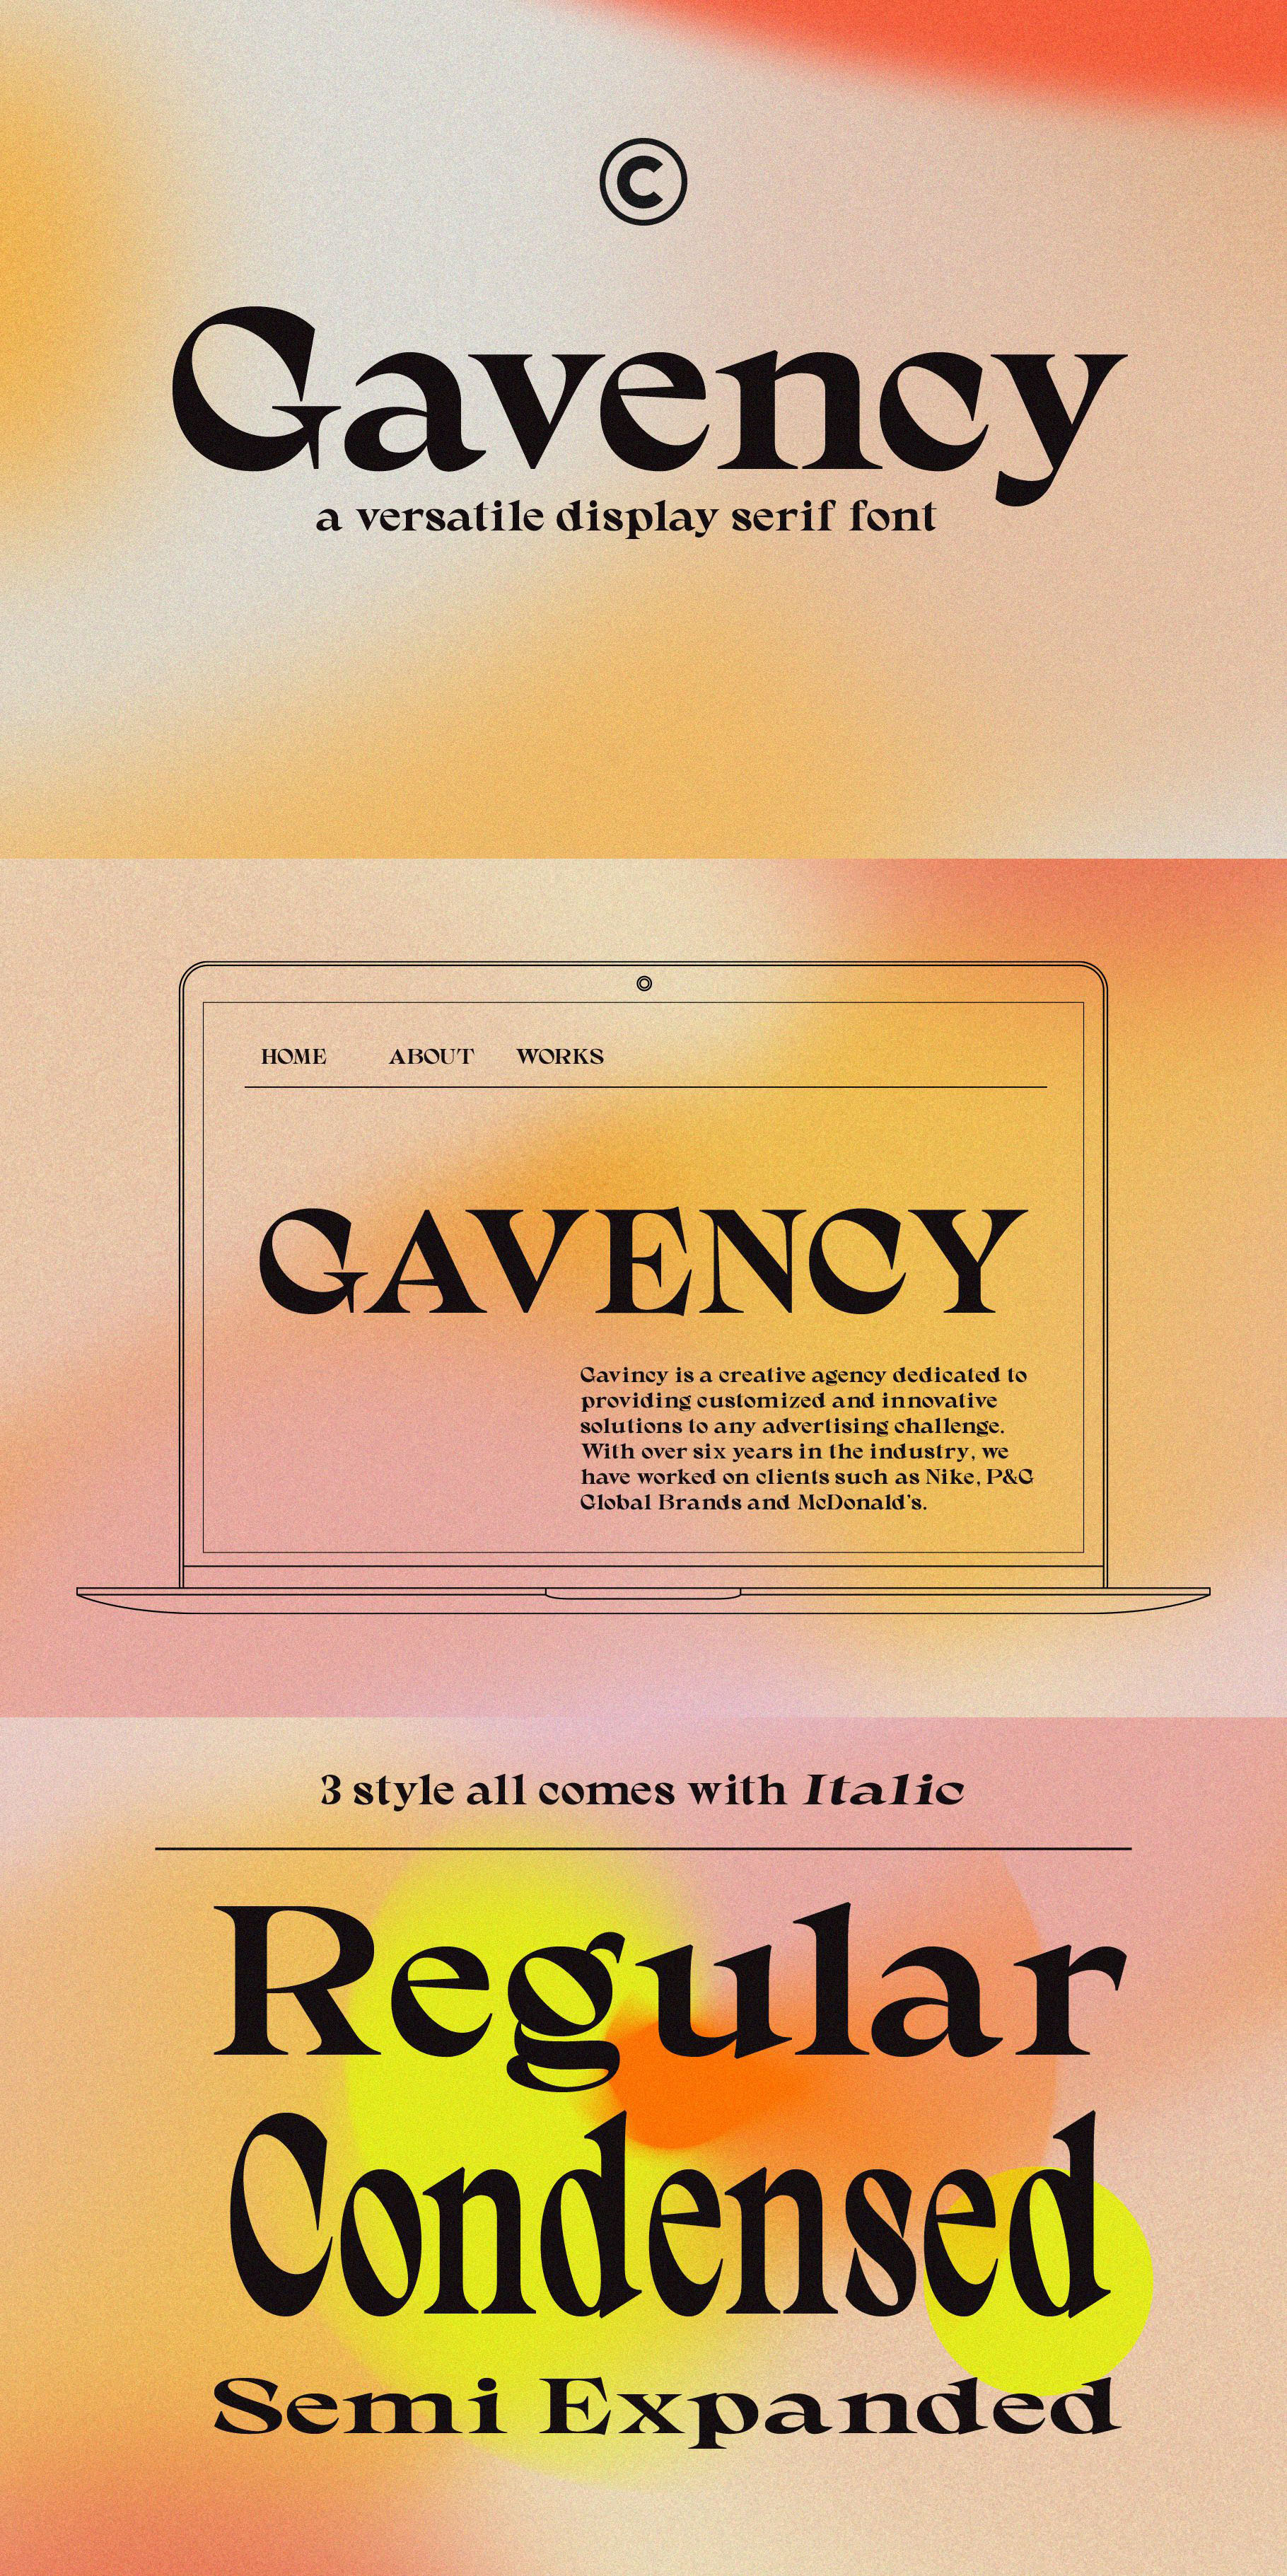 ©
Gavency
a versatile display serif font
HOME ABOUT WORKS
GAVENCY
Gavincy is a creative agency dedicated to
providing customized and innovative
solutions to any advertising challenge.
With over six years in the industry, we
have worked on clients such as Nike, P&G
Global Brands and McDonald's.
3 style all comes with Italic
Regular
Condensed
Semi Expanded